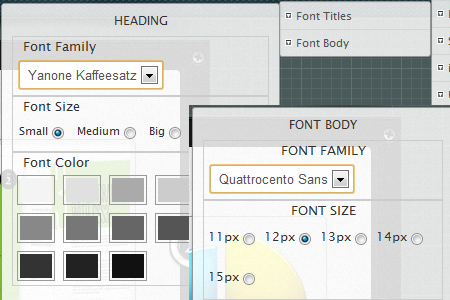 HEADING
Font Family
Yanone Kaffeesatz
Font Size
Small Medium Big
Font Color
Font Titles
Font Body
FONT BODY
FONT FAMILY
Quattrocento Sans
FONT SIZE
11px 12px 13px 14px
15px